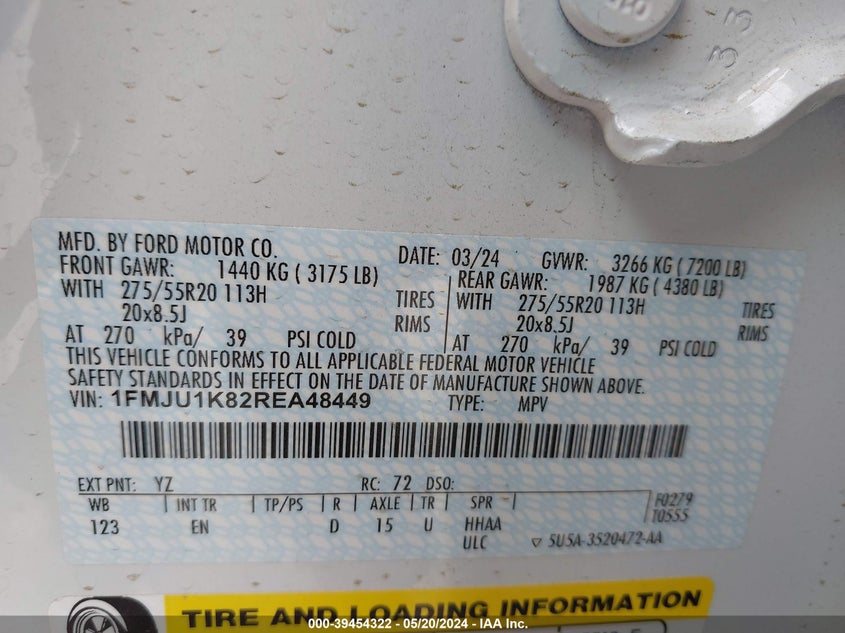 MFD. BY FORD MOTOR CO.
DATE: 03/24 GVWR: 3266 KG ( 7200 LB)
FRONT GAWR: 1440 KG ( 3175 LB)
WITH 275/55R20 113H TIRES
20x8.5J RIMS
AT 270 kPa/ 39 PSI COLD
REAR GAWR: 1987 KG ( 4380 LB)
WITH 275/55R20 113H TIRES
20x8.5J RIMS
AT 270 kPa/ 39 PSI COLD
THIS VEHICLE CONFORMS TO ALL APPLICABLE FEDERAL MOTOR VEHICLE
SAFETY STANDARDS IN EFFECT ON THE DATE OF MANUFACTURE SHOWN ABOVE.
VIN: 1FMJU1K82REA48449 TYPE: MPV
EXT PNT: YZ RC: 72 DSO:
WB INT TR TP/PS R AXLE TR SPR
123 EN D 15 U HHAA
ULC
F0279
T0555
5U5A-3520472-AA
TIRE AND LOADING INFORMATION
000-39454322 - 05/20/2024 - IAA Inc.